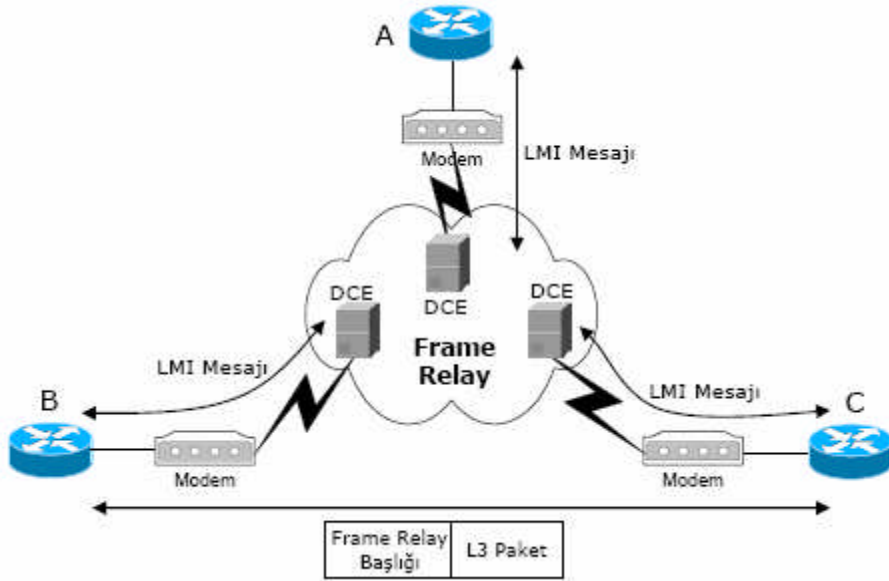 A
Modem
LMI Mesajı
DCE
DCE
DCE
Frame
Relay
LMI Mesajı
LMI Mesajı
B
C
Modem
Modem
Frame Relay
Başlığı
L3 Paket